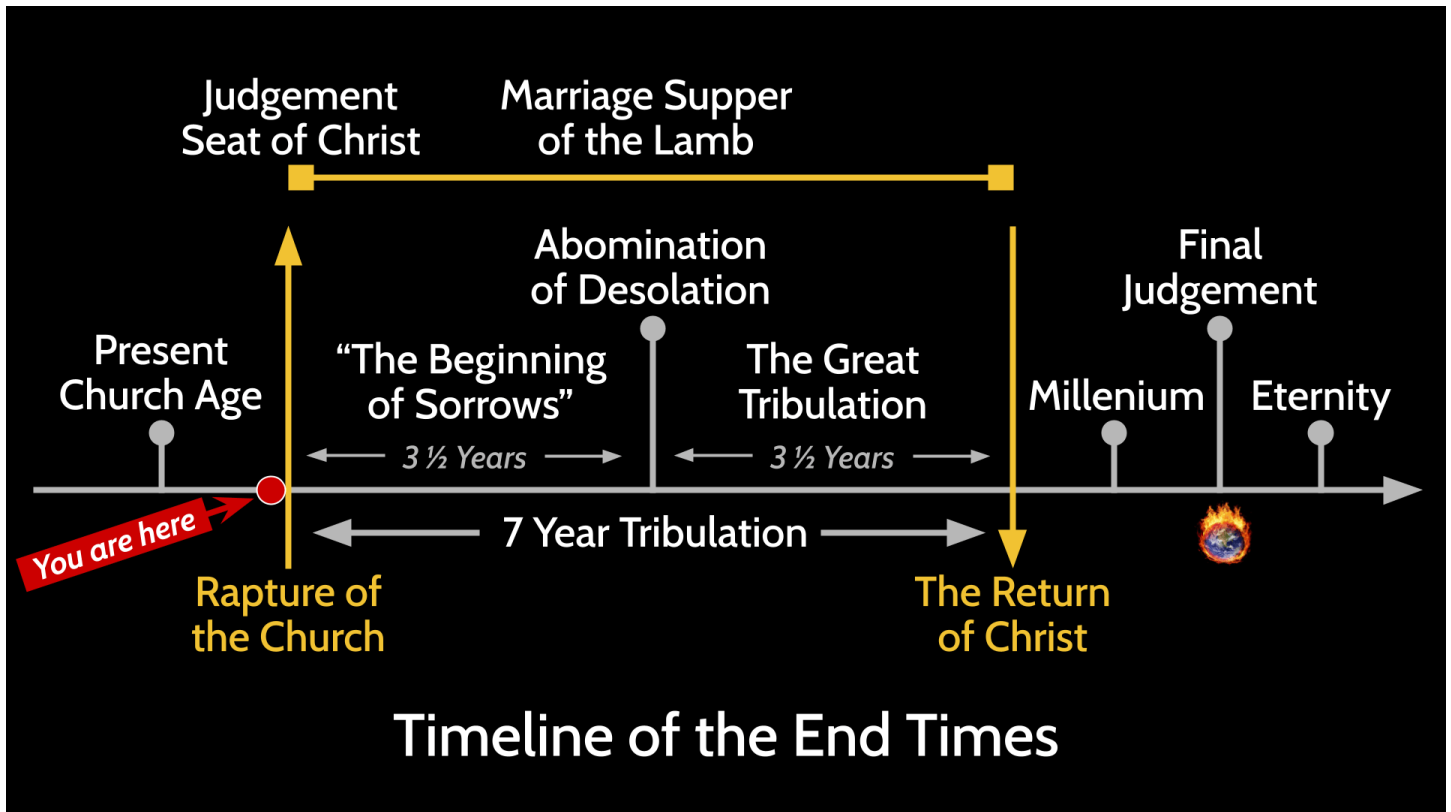 Judgement
Seat of Christ
Marriage Supper
of the Lamb
Abomination
of Desolation
Final
Judgement
Present
Church Age
“The Beginning
of Sorrows”
The Great
Tribulation
Millenium
Eternity
3 ½ Years
3 ½ Years
You are here
7 Year Tribulation
Rapture of
the Church
The Return
of Christ
Timeline of the End Times